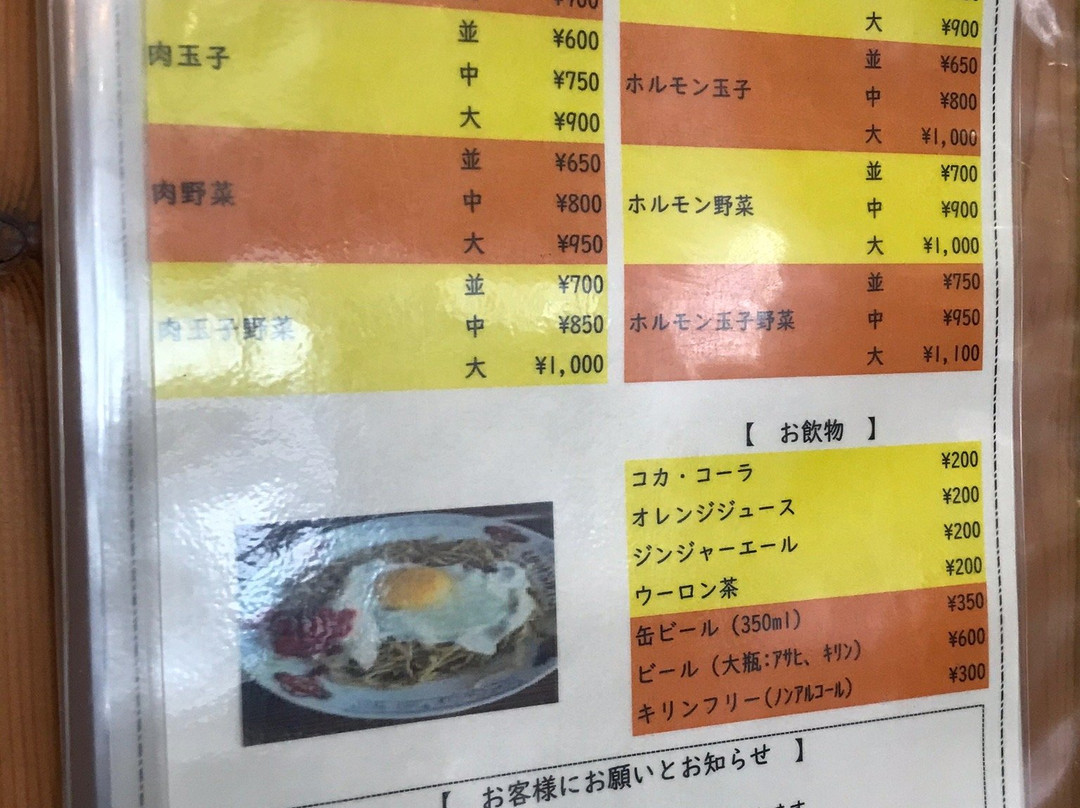 ¥700
肉玉子
並 ¥600
中 ¥750
大 ¥900
肉野菜
並 ¥650
中 ¥800
大 ¥950
肉玉子野菜
並 ¥700
中 ¥850
大 ¥1,000
大 ¥900
ホルモン玉子
並 ¥650
中 ¥800
大 ¥1,000
ホルモン野菜
並 ¥700
中 ¥900
大 ¥1,000
ホルモン玉子野菜
並 ¥750
中 ¥950
大 ¥1,100
【 お飲物 】
コカ・コーラ ¥200
オレンジジュース ¥200
ジンジャーエール ¥200
ウーロン茶 ¥200
缶ビール（350ml） ¥350
ビール（大瓶:ｱｻﾋ、ｷﾘﾝ） ¥600
キリンフリー(ﾉﾝｱﾙｺｰﾙ) ¥300
【 お客様にお願いとお知らせ 】